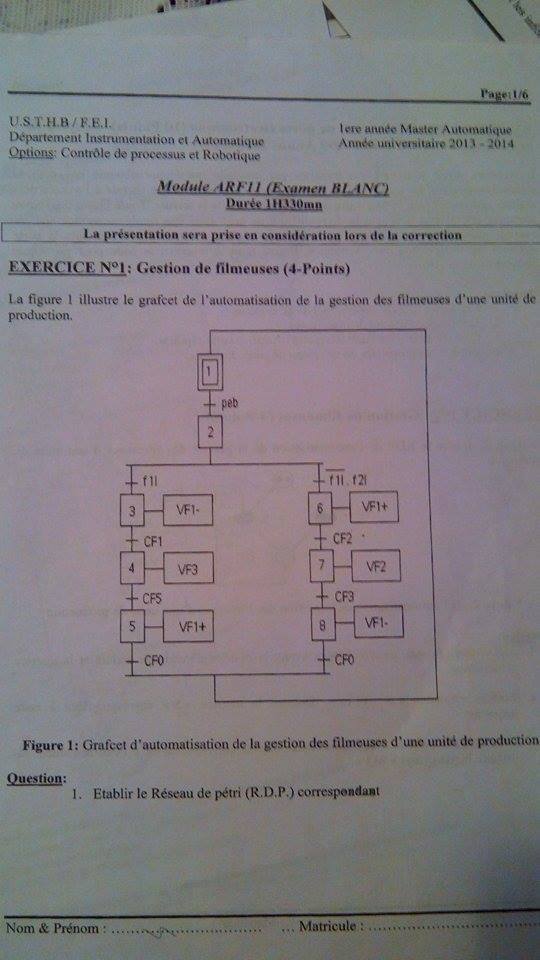 Page:1/6
U.S.T.H.B / F.E.I.
Département Instrumentation et Automatique
Options: Contrôle de processus et Robotique
1ere année Master Automatique
Année universitaire 2013 - 2014
Module ARF11 (Examen BLANC)
Durée 1H330mn
La présentation sera prise en considération lors de la correction
EXERCICE N°1: Gestion de filmeuses (4-Points)
La figure 1 illustre le grafcet de l'automatisation de la gestion des filmeuses d'une unité de
production.
1
peb
2
f1l
f1l . f2l
3 VF1-
6 VF1+
CF1
CF2
4 VF3
7 VF2
CF5
CF3
5 VF1+
8 VF1-
CF0
CF0
Figure 1: Grafcet d'automatisation de la gestion des filmeuses d'une unité de production
Question:
1. Etablir le Réseau de pétri (R.D.P.) correspondant
Nom & Prénom : .................................. ... Matricule : ..................................